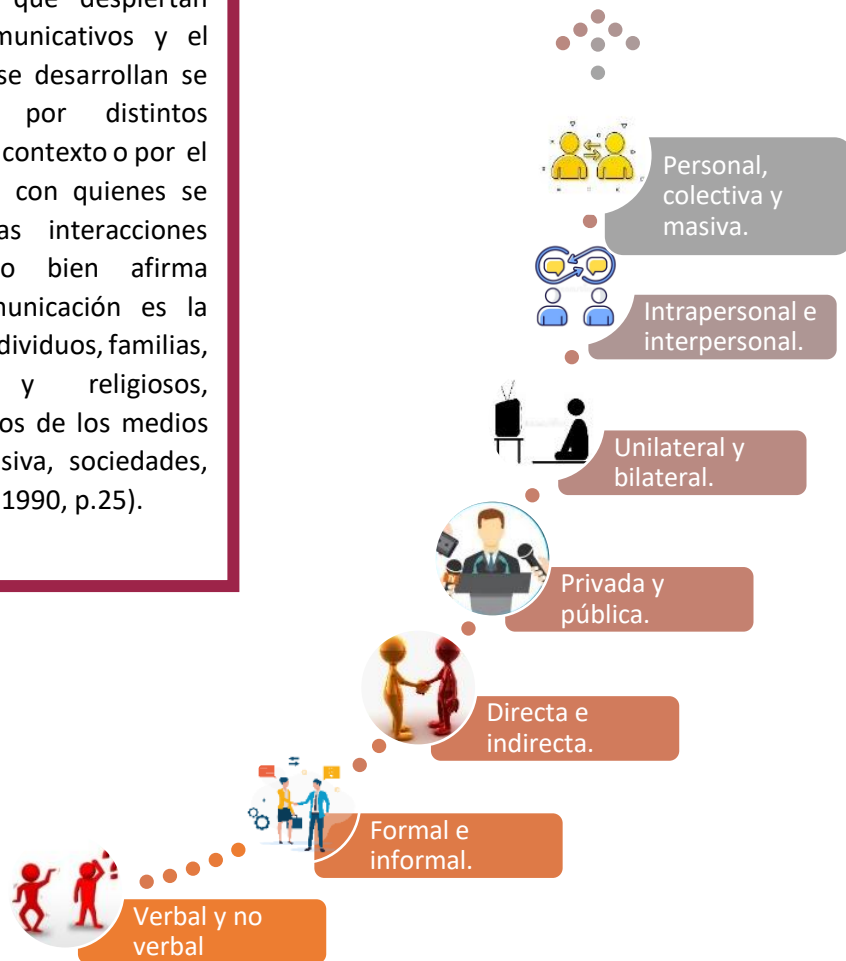 que despiertan
municativos y el
se desarrollan se
por distintos
contexto o por el
con quienes se
as interacciones
o bien afirma
municación es la
dividuos, familias,
y religiosos,
os de los medios
siva, sociedades,
1990, p.25).
Personal,
colectiva y
masiva.
Intrapersonal e
interpersonal.
Unilateral y
bilateral.
Privada y
pública.
Directa e
indirecta.
Formal e
informal.
Verbal y no
verbal